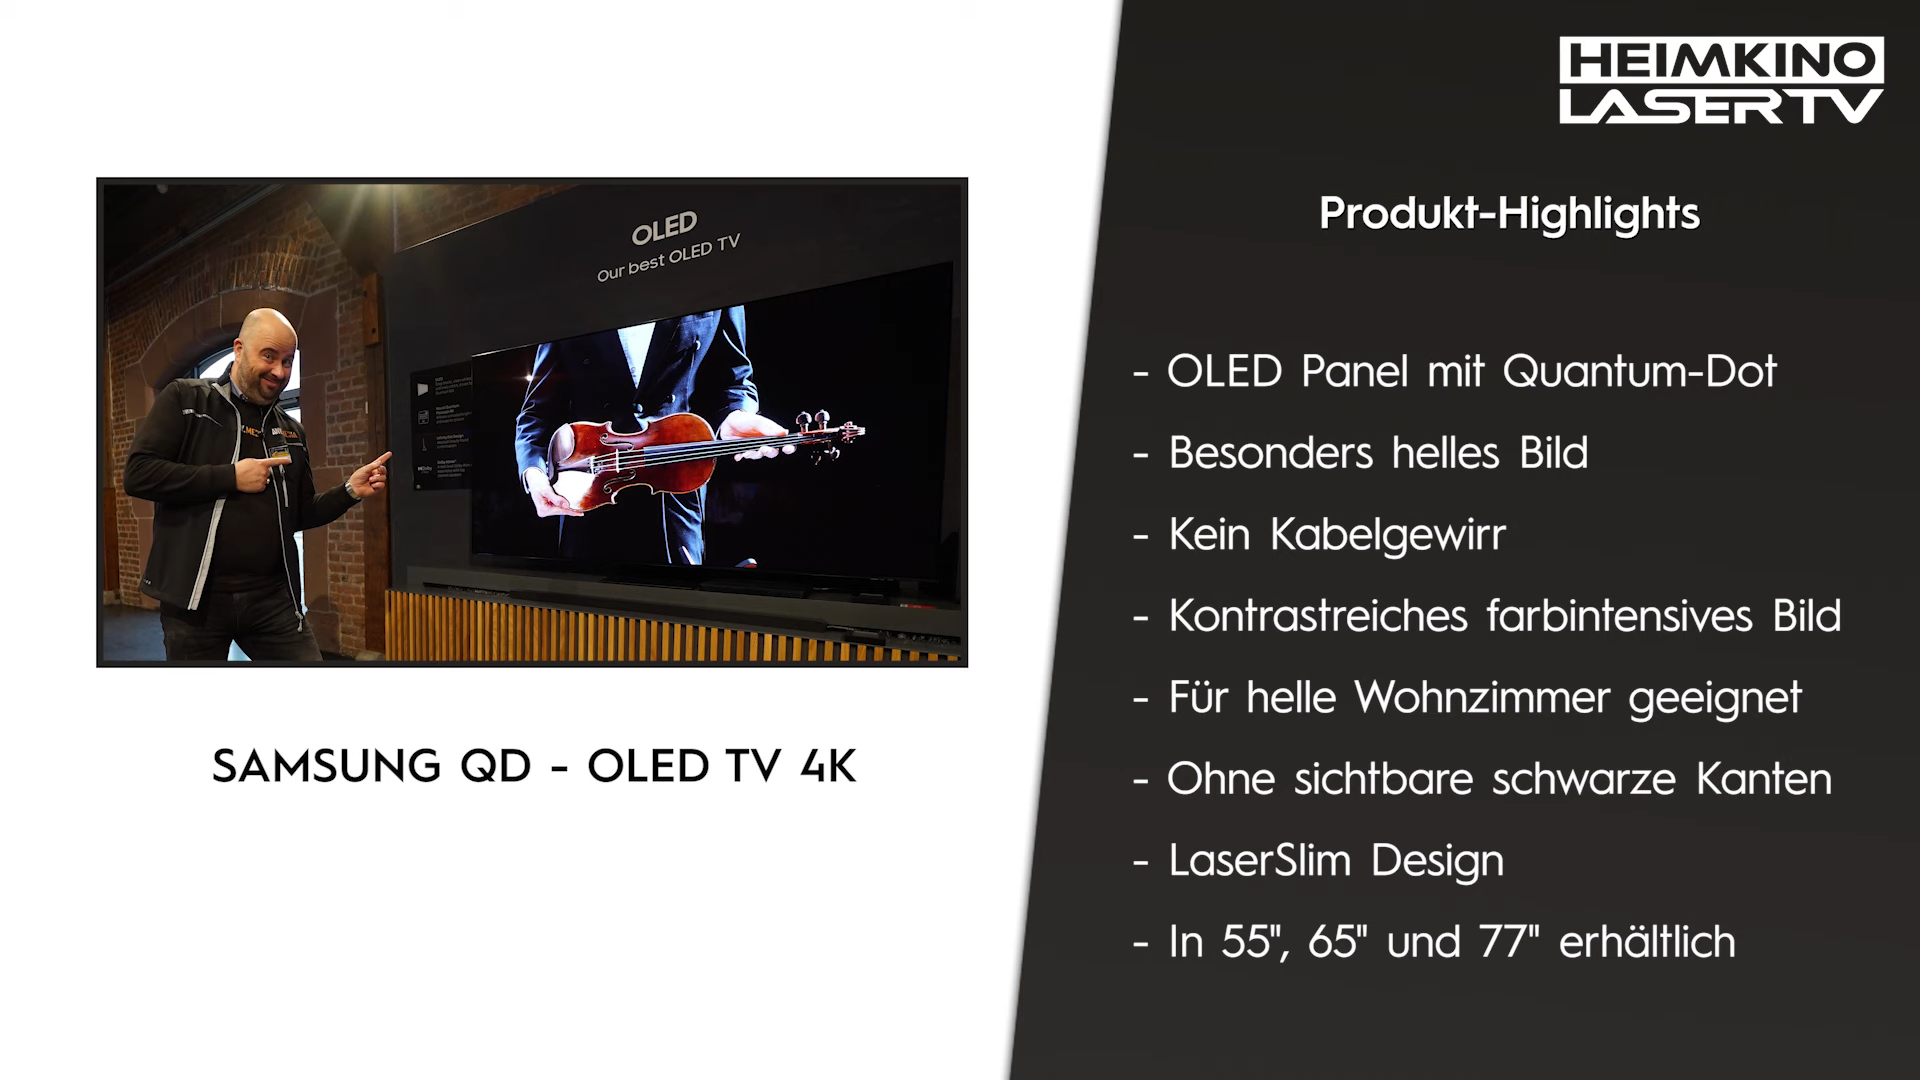 HEIMKINO
LASERTV
OLED
Our best OLED TV
SAMSUNG QD - OLED TV 4K
Produkt-Highlights
- OLED Panel mit Quantum-Dot
- Besonders helles Bild
- Kein Kabelgewirr
- Kontrastreiches farbintensives Bild
- Für helle Wohnzimmer geeignet
- Ohne sichtbare schwarze Kanten
- LaserSlim Design
- In 55", 65" und 77" erhältlich